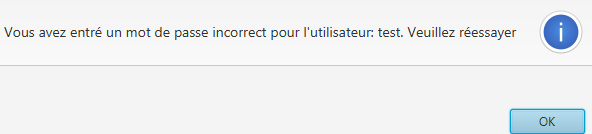 Vous avez entré un mot de passe incorrect pour l'utilisateur: test. Veuillez réessayer
OK